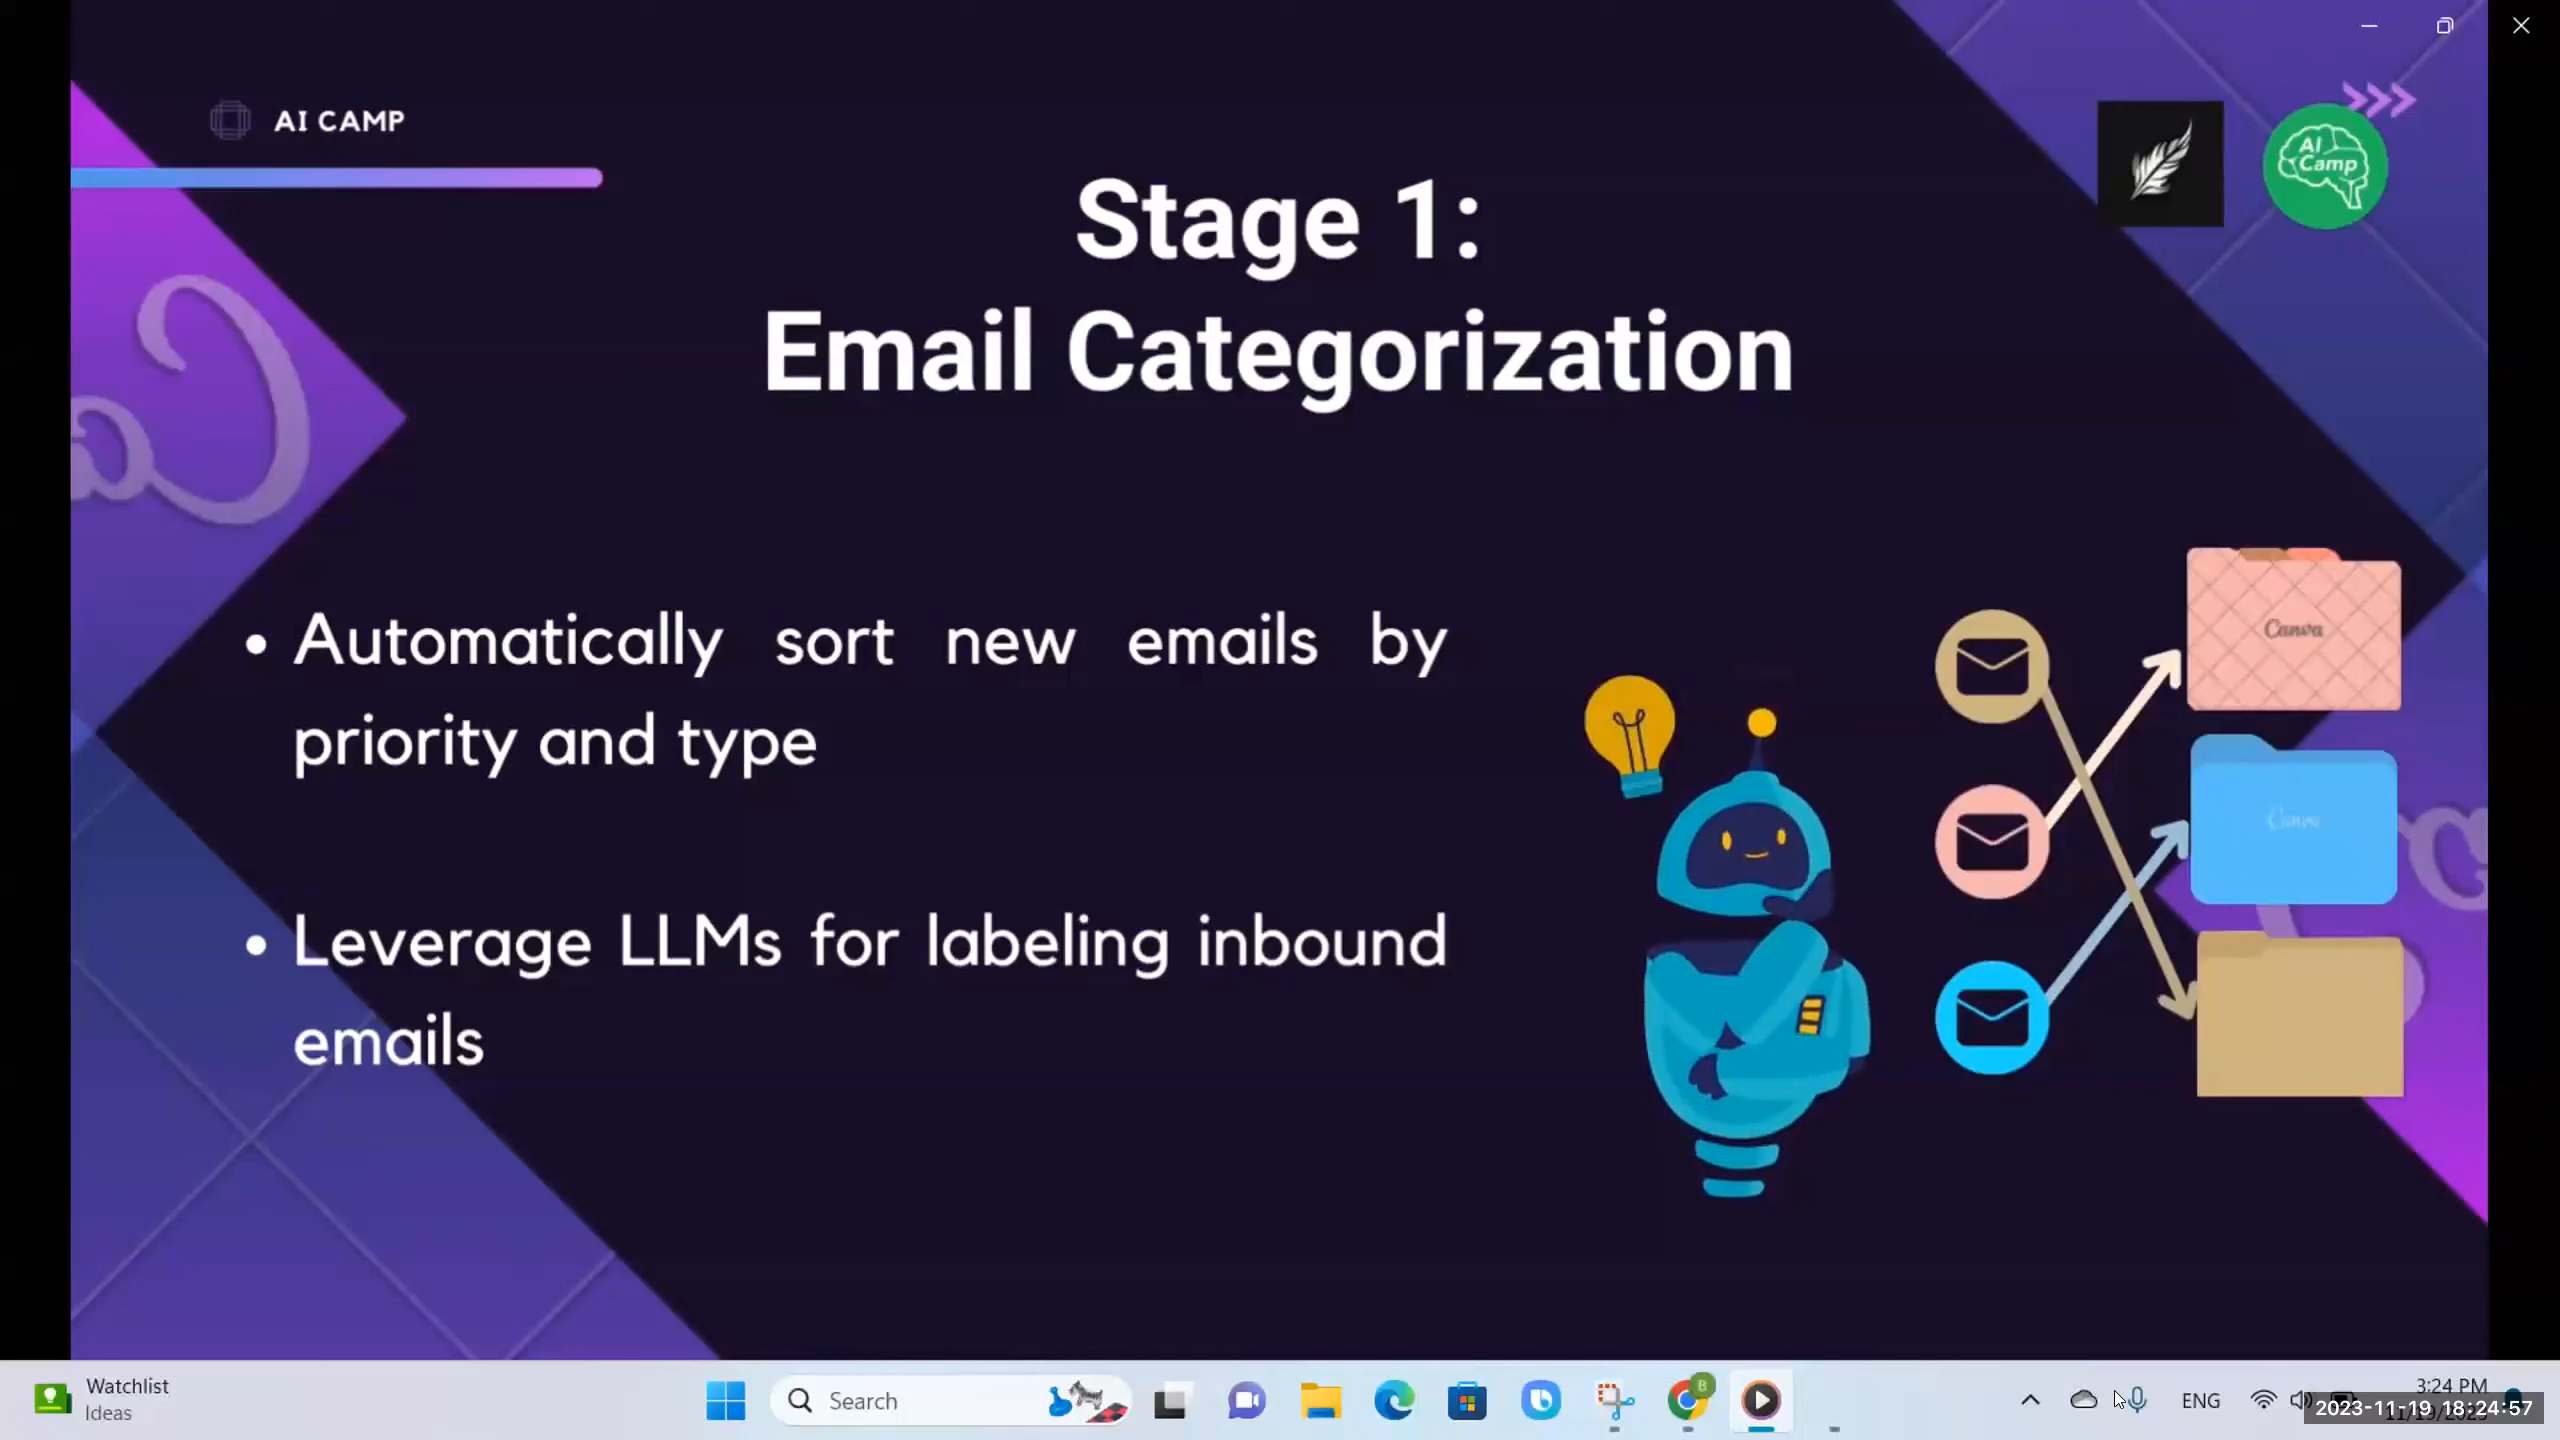 AI CAMP
AI
Camp
Stage 1:
Email Categorization
Automatically sort new emails by
priority and type
Leverage LLMs for labeling inbound
emails
Canva
Canva
Watchlist
Ideas
Search
B
ENG
3:24 PM
2023-11-19 18:24:57